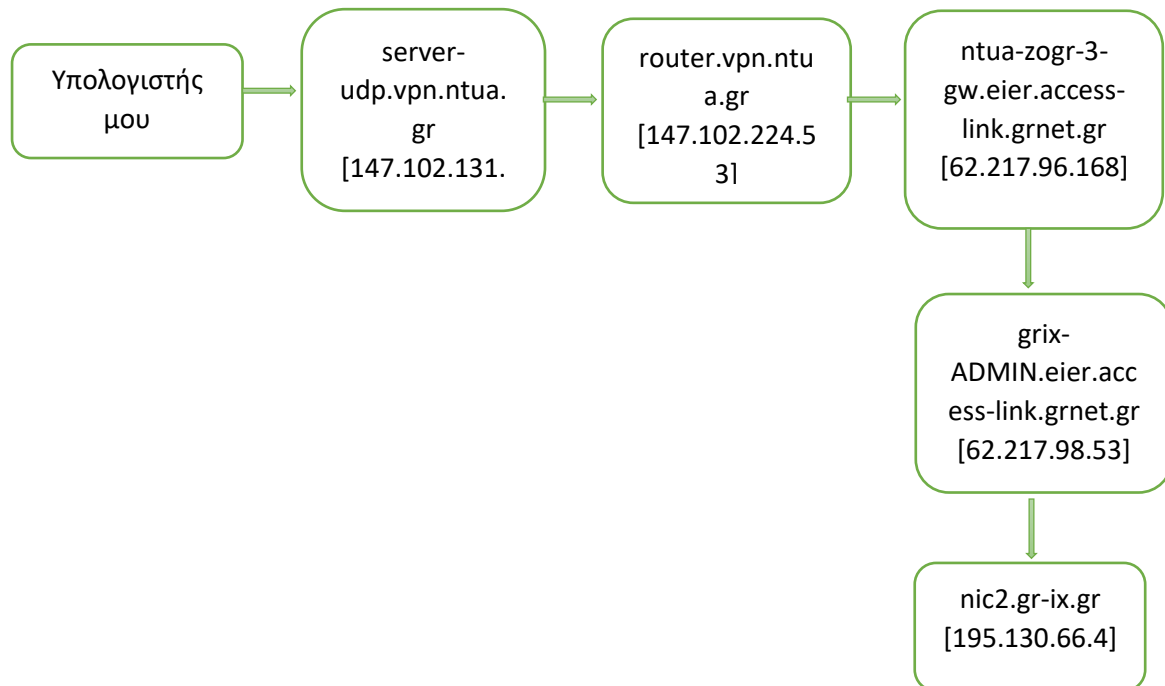 Υπολογιστής
μου
server-
udp.vpn.ntua.
gr
[147.102.131.
router.vpn.ntu
a.gr
[147.102.224.5
3]
ntua-zogr-3-
gw.eier.access-
link.grnet.gr
[62.217.96.168]
grix-
ADMIN.eier.acc
ess-link.grnet.gr
[62.217.98.53]
nic2.gr-ix.gr
[195.130.66.4]